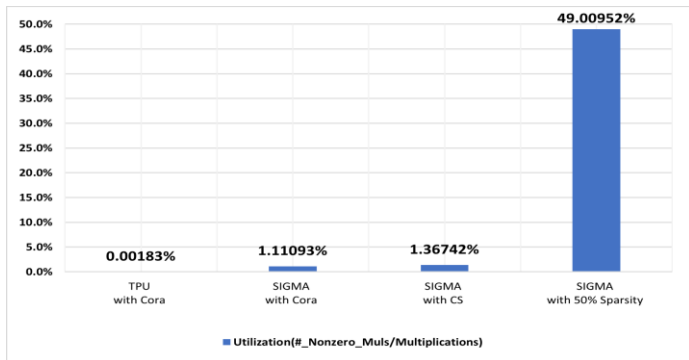 50.0%
45.0%
40.0%
35.0%
30.0%
25.0%
20.0%
15.0%
10.0%
5.0%
0.0%
0.00183%
1.11093%
1.36742%
49.00952%
TPU
with Cora
SIGMA
with Cora
SIGMA
with CS
SIGMA
with 50% Sparsity
Utilization(#_Nonzero_Muls/Multiplications)